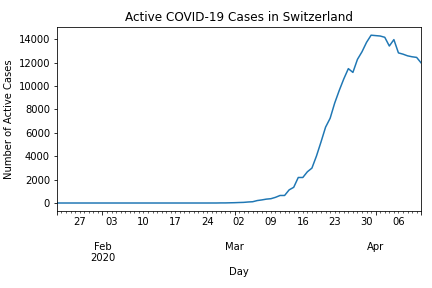 Active COVID-19 Cases in Switzerland
Number of Active Cases
14000
12000
10000
8000
6000
4000
2000
0
27 03 10 17 24 02 09 16 23 30 06
Feb Mar Apr
2020
Day